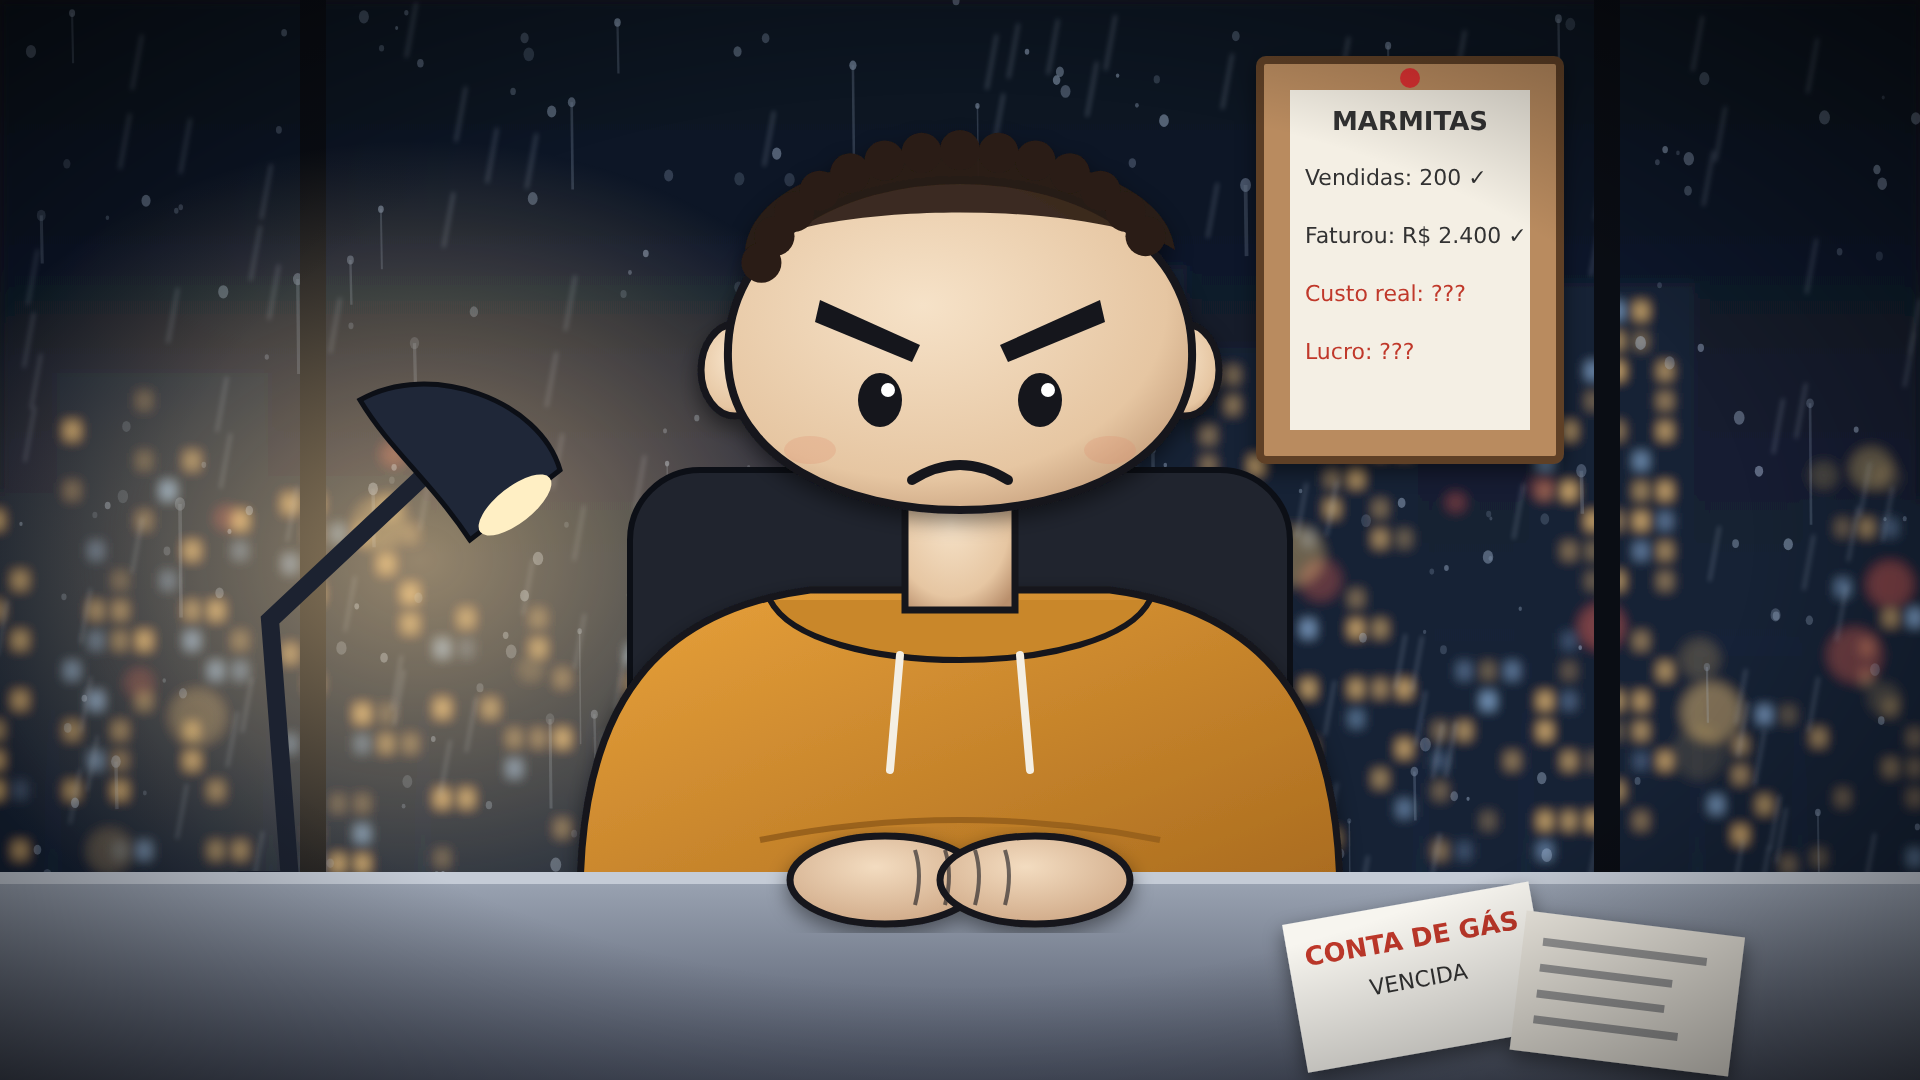 MARMITAS
Vendidas: 200 ✓
Faturou: R$ 2.400 ✓
Custo real: ???
Lucro: ???
CONTA DE GÁS
VENCIDA